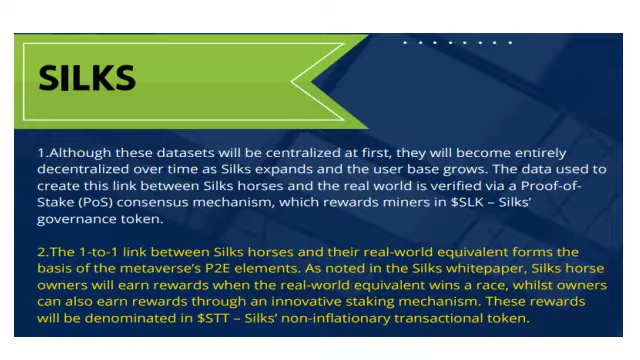 SILKS
1.Although these datasets will be centralized at first, they will become entirely
decentralized over time as Silks expands and the user base grows. The data used to
create this link between Silks horses and the real world is verified via a Proof-of-
Stake (PoS) consensus mechanism, which rewards miners in $SLK – Silks'
governance token.
2.The 1-to-1 link between Silks horses and their real-world equivalent forms the
basis of the metaverse's P2E elements. As noted in the Silks whitepaper, Silks horse
owners will earn rewards when the real-world equivalent wins a race, whilst owners
can also earn rewards through an innovative staking mechanism. These rewards
will be denominated in $STT – Silks' non-inflationary transactional token.